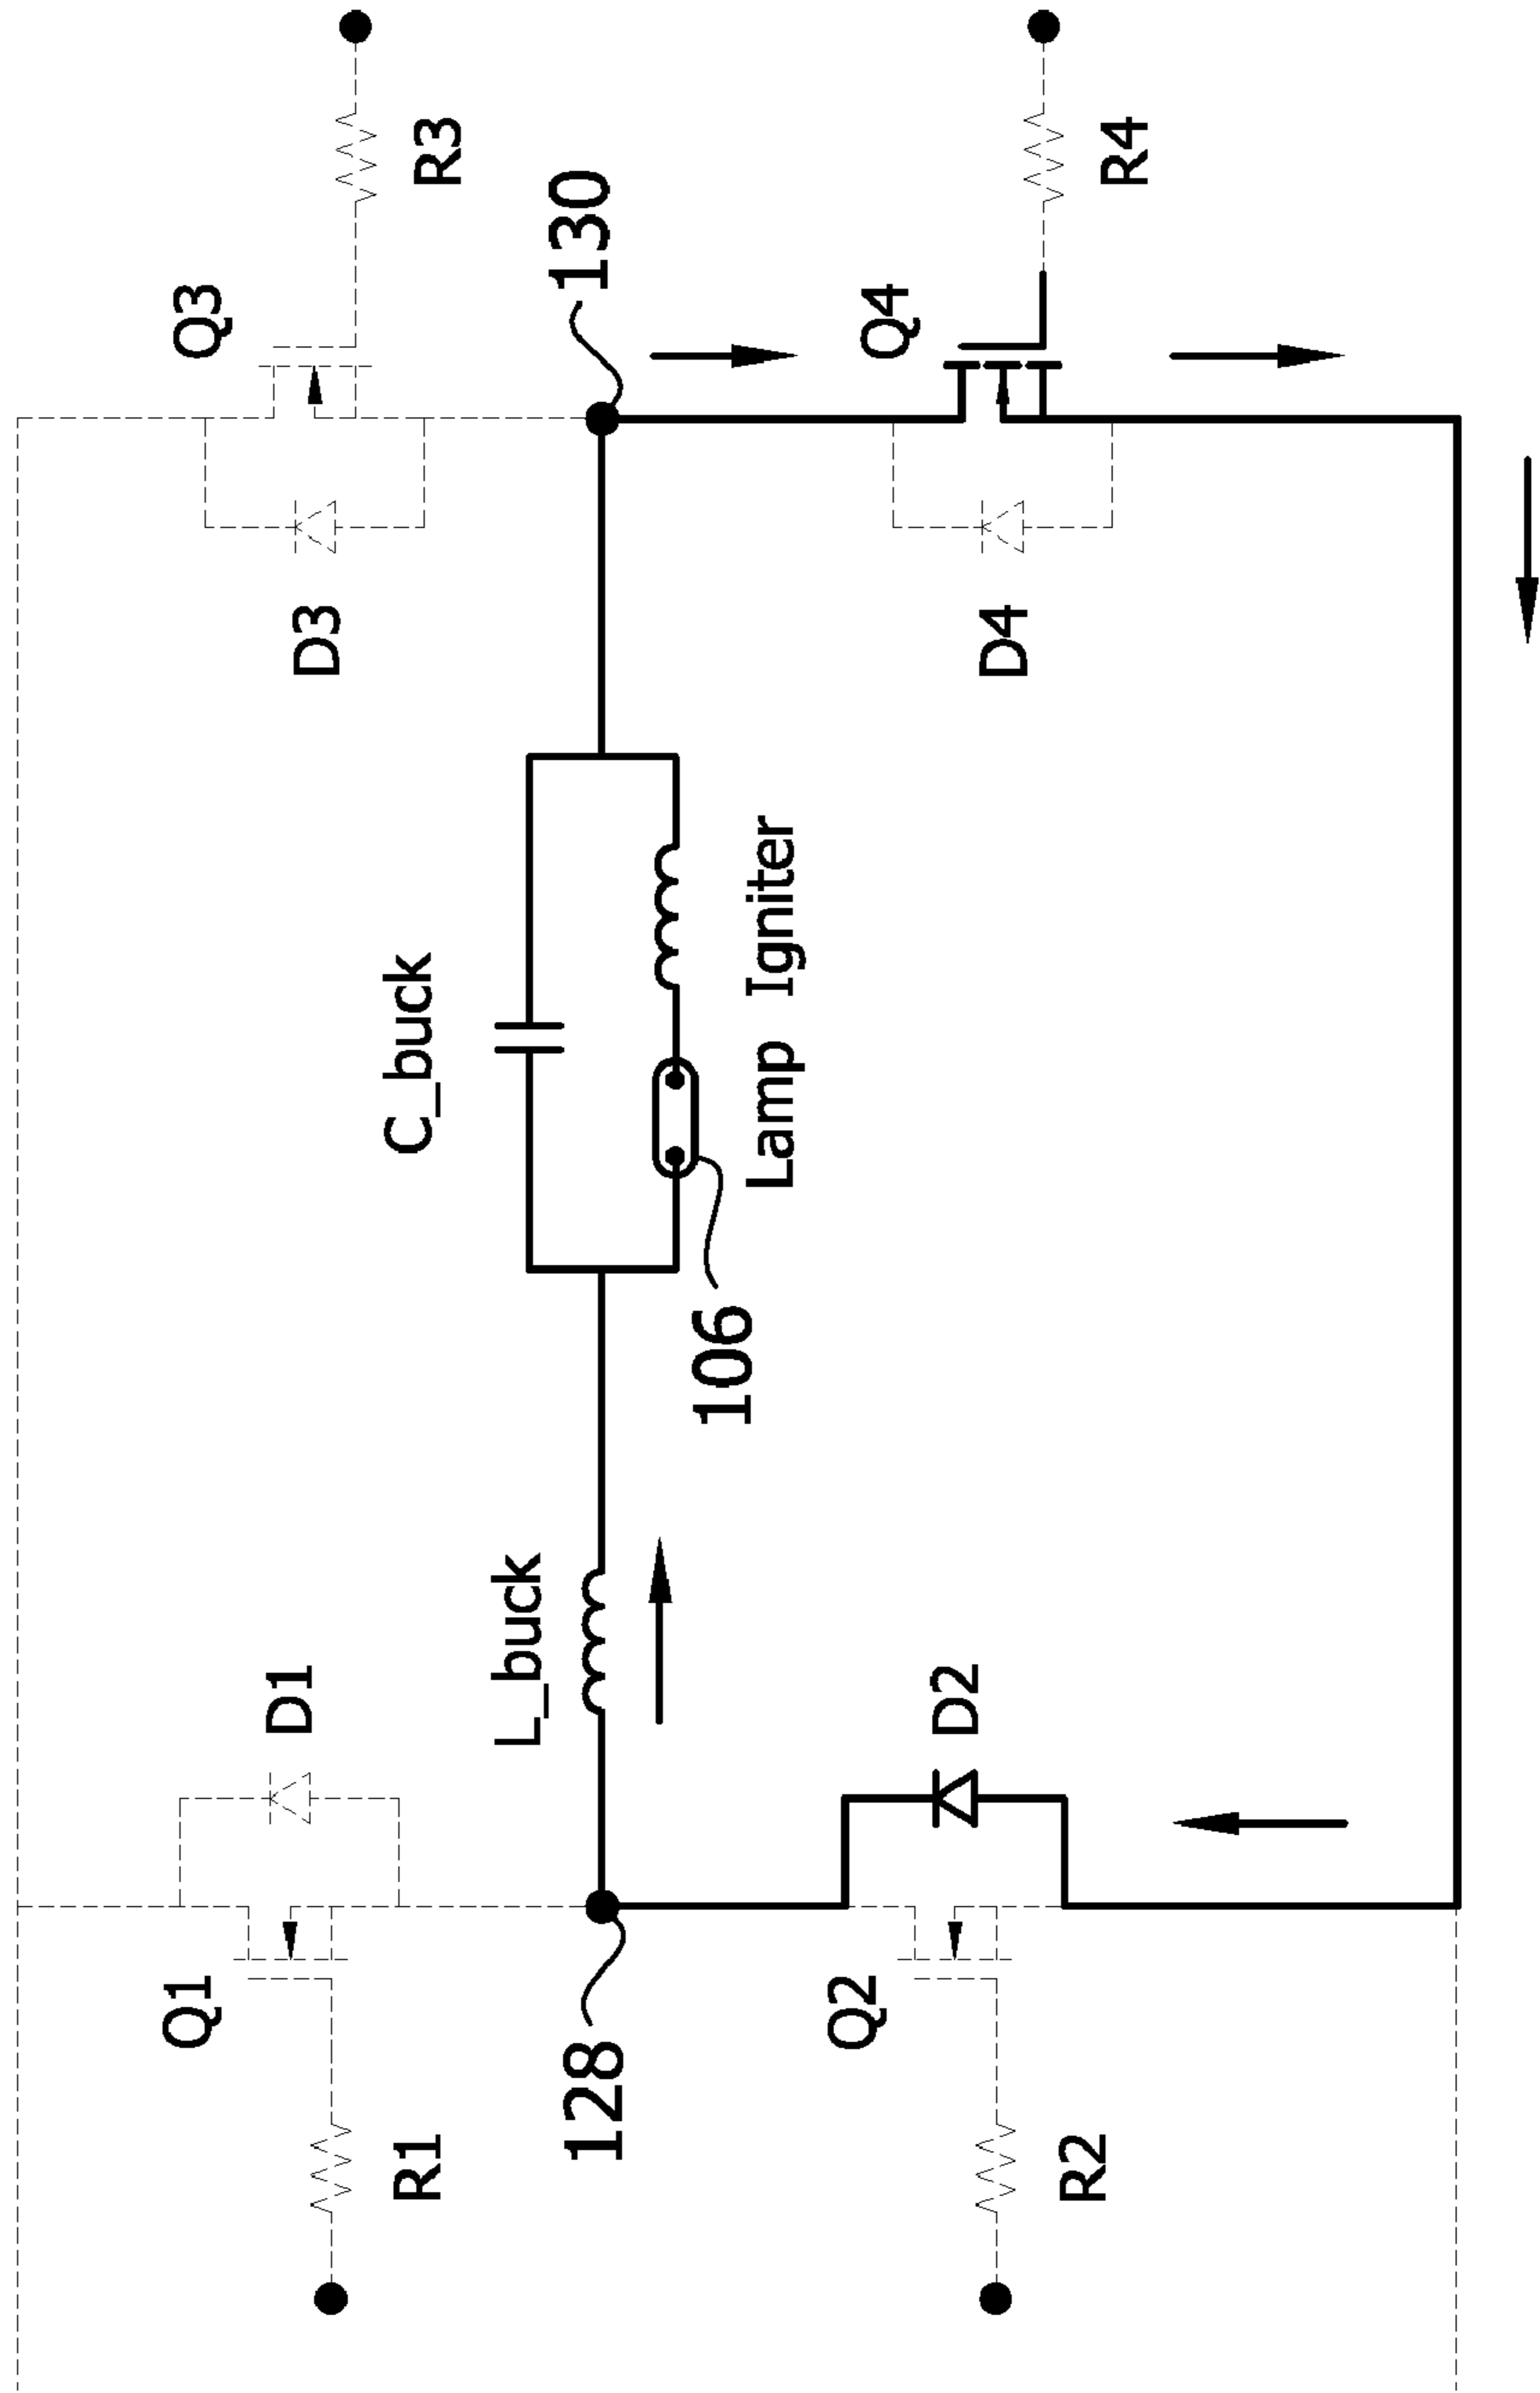 Q1
D1
R1
Q3
D3
R3
L_buck
C_buck
128
130
106
Lamp Igniter
Q2
D2
R2
Q4
D4
R4